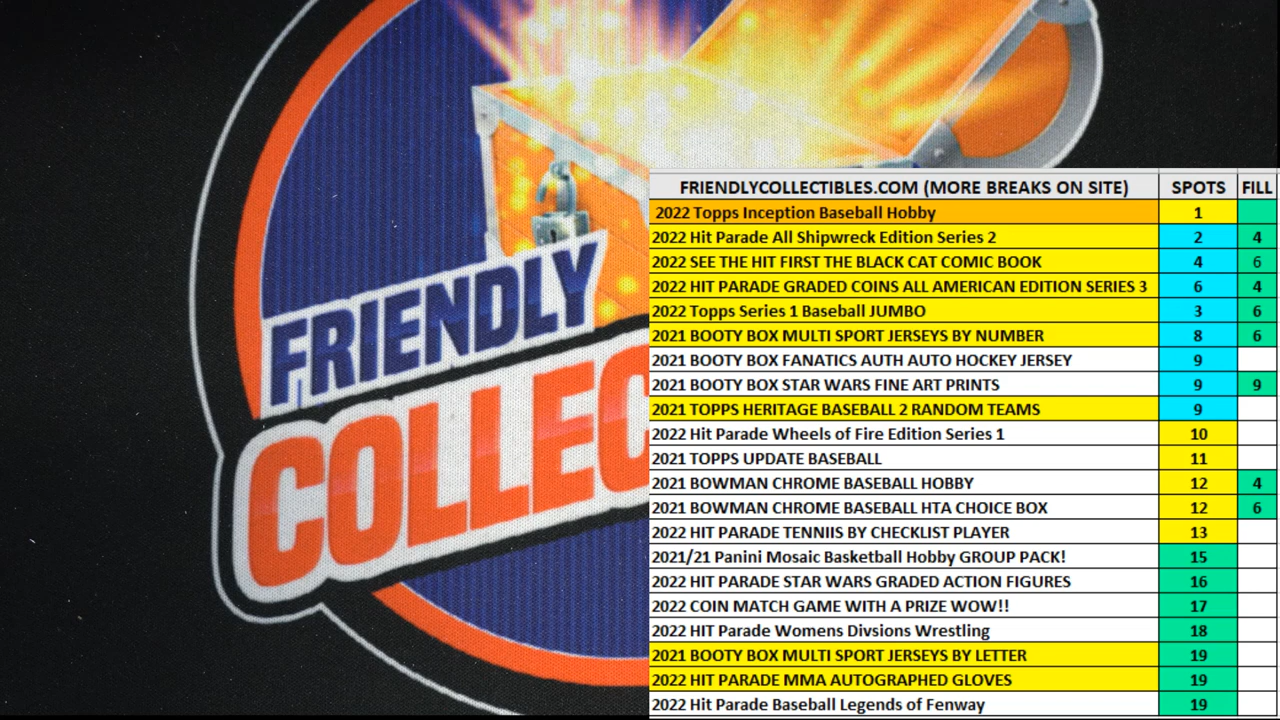 FRIENDLY
COLLEC
FRIENDLYCOLLECTIBLES.COM (MORE BREAKS ON SITE) SPOTS FILL
2022 Topps Inception Baseball Hobby 1
2022 Hit Parade All Shipwreck Edition Series 2 2 4
2022 SEE THE HIT FIRST THE BLACK CAT COMIC BOOK 4 6
2022 HIT PARADE GRADED COINS ALL AMERICAN EDITION SERIES 3 6 4
2022 Topps Series 1 Baseball JUMBO 3 6
2021 BOOTY BOX MULTI SPORT JERSEYS BY NUMBER 8 6
2021 BOOTY BOX FANATICS AUTH AUTO HOCKEY JERSEY 9
2021 BOOTY BOX STAR WARS FINE ART PRINTS 9 9
2021 TOPPS HERITAGE BASEBALL 2 RANDOM TEAMS 9
2022 Hit Parade Wheels of Fire Edition Series 1 10
2021 TOPPS UPDATE BASEBALL 11
2021 BOWMAN CHROME BASEBALL HOBBY 12 4
2021 BOWMAN CHROME BASEBALL HTA CHOICE BOX 12 6
2022 HIT PARADE TENNIIS BY CHECKLIST PLAYER 13
2021/21 Panini Mosaic Basketball Hobby GROUP PACK! 15
2022 HIT PARADE STAR WARS GRADED ACTION FIGURES 16
2022 COIN MATCH GAME WITH A PRIZE WOW!! 17
2022 HIT Parade Womens Divsions Wrestling 18
2021 BOOTY BOX MULTI SPORT JERSEYS BY LETTER 19
2022 HIT PARADE MMA AUTOGRAPHED GLOVES 19
2022 Hit Parade Baseball Legends of Fenway 19